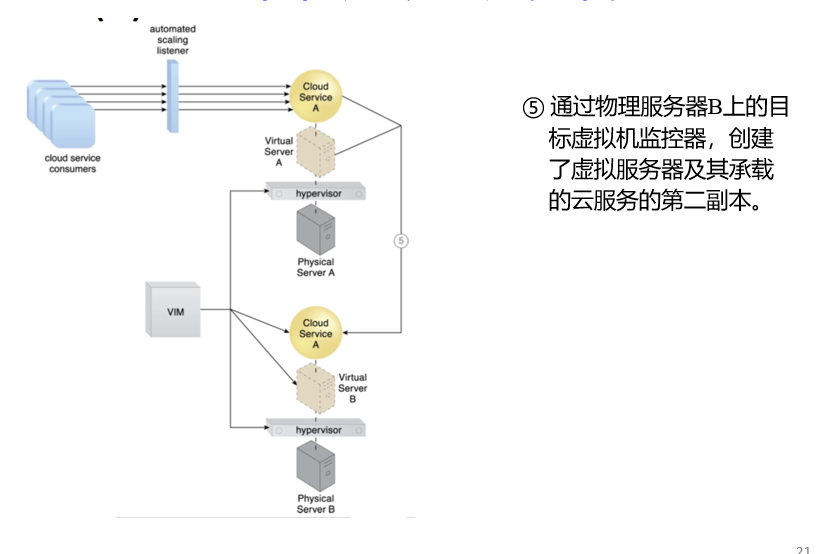 automated
scaling
listener
Cloud
Service
A
Virtual
Server
A
cloud service
consumers
hypervisor
Physical
Server A
5
VIM
Cloud
Service
A
Virtual
Server
B
hypervisor
Physical
Server B
⑤ 通过物理服务器B上的目
标虚拟机监控器，创建
了虚拟服务器及其承载
的云服务的第二副本。
21